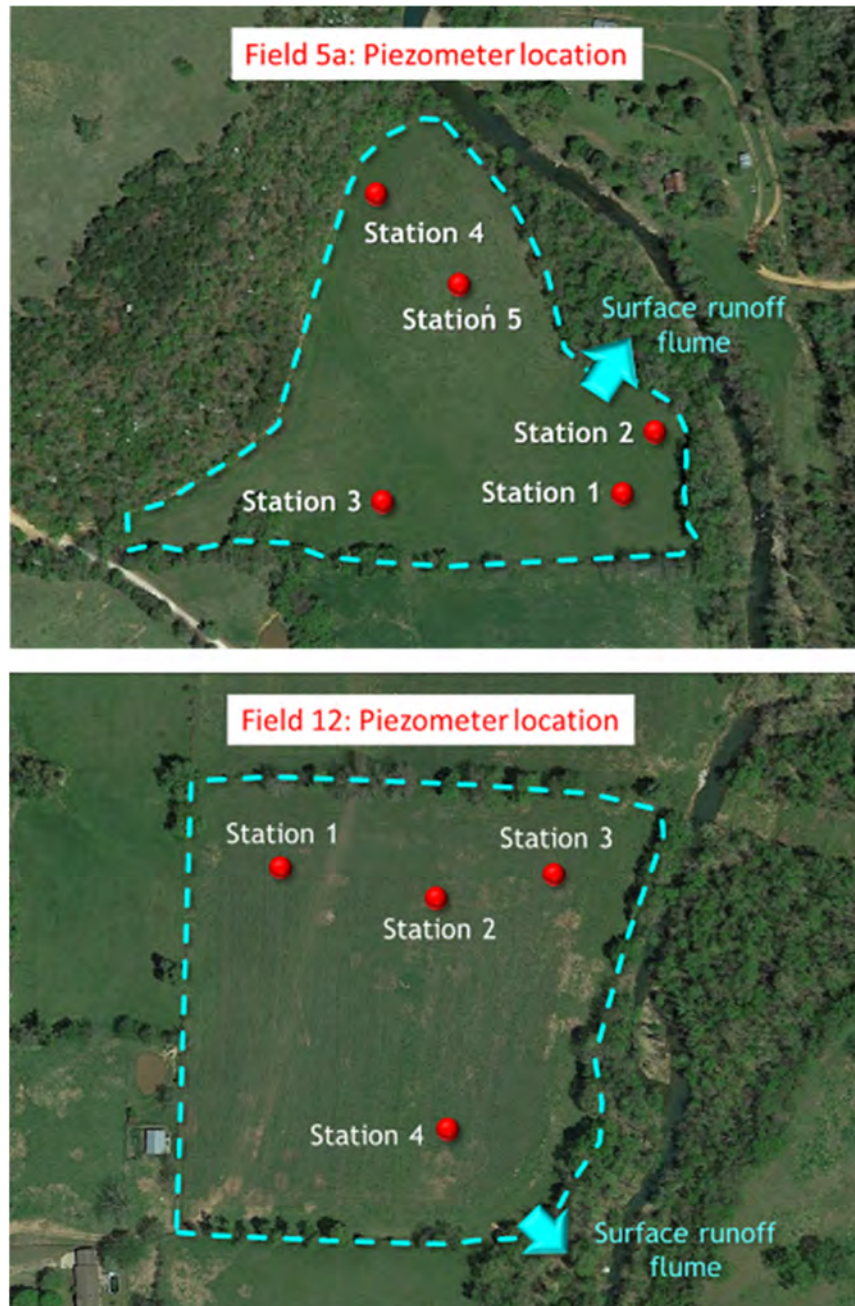 Field 5a: Piezometer location
Station 4
Station 5
Surface runoff
flume
Station 2
Station 1
Station 3
Field 12: Piezometer location
Station 1
Station 3
Station 2
Station 4
Surface runoff
flume